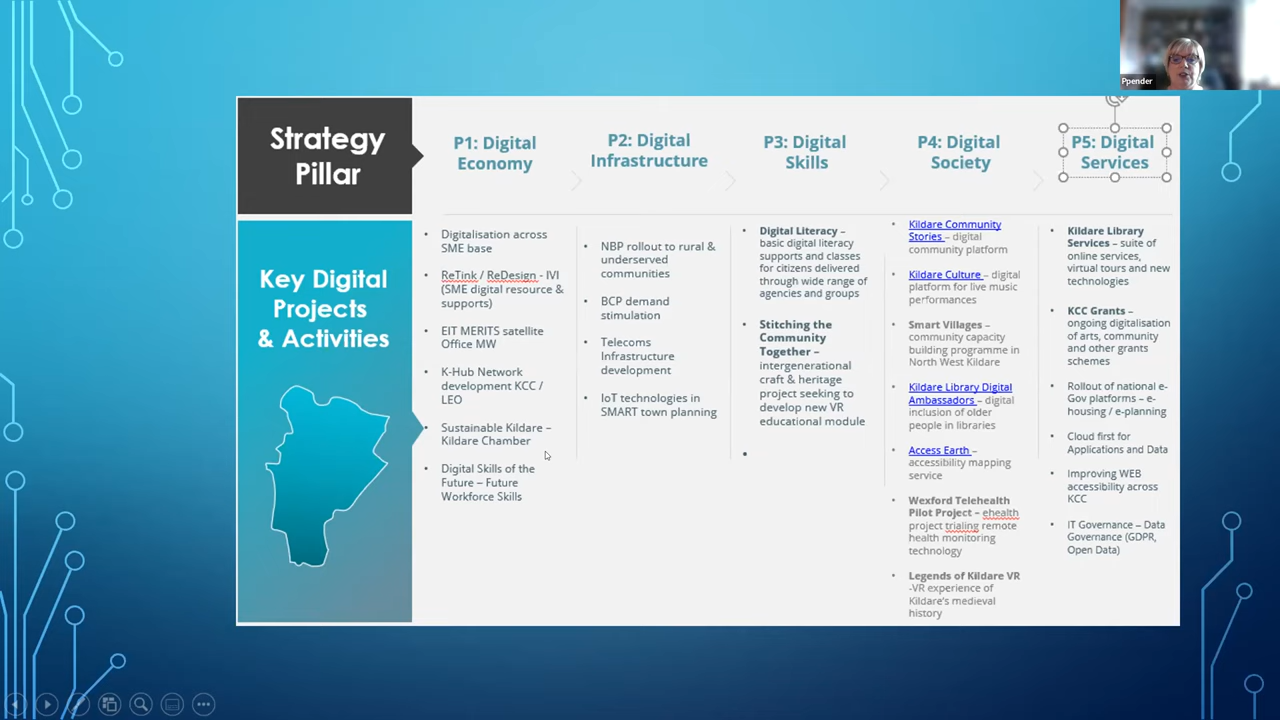 Ppender
Strategy
Pillar
P1: Digital
Economy
P2: Digital
Infrastructure
P3: Digital
Skills
P4: Digital
Society
P5: Digital
Services
Key Digital
Projects
& Activities
• Digitalisation across
SME base
• ReTink / ReDesign - IVI
(SME digital resource &
supports)
• EIT MERITS satellite
Office MW
• K-Hub Network
development KCC /
LEO
• Sustainable Kildare –
Kildare Chamber
• Digital Skills of the
Future – Future
Workforce Skills
• NBP rollout to rural &
underserved
communities
• BCP demand
stimulation
• Telecoms
Infrastructure
development
• IoT technologies in
SMART town planning
• Digital Literacy –
basic digital literacy
supports and classes
for citizens delivered
through wide range of
agencies and groups
• Stitching the
Community
Together –
intergenerational
craft & heritage
project seeking to
develop new VR
educational module
•
• Kildare Community
Stories – digital
community platform
• Kildare Culture – digital
platform for live music
performances
• Smart Villages –
community capacity
building programme in
North West Kildare
• Kildare Library Digital
Ambassadors – digital
inclusion of older
people in libraries
• Access Earth –
accessibility mapping
service
• Wexford Telehealth
Pilot Project – ehealth
project trialing remote
health monitoring
technology
• Legends of Kildare VR
-VR experience of
Kildare's medieval
history
• Kildare Library
Services – suite of
online services,
virtual tours and new
technologies
• KCC Grants –
ongoing digitalisation
of arts, community
and other grants
schemes
• Rollout of national e-
Gov platforms – e-
housing / e-planning
• Cloud first for
Applications and Data
• Improving WEB
accessibility across
KCC
• IT Governance – Data
Governance (GDPR,
Open Data)